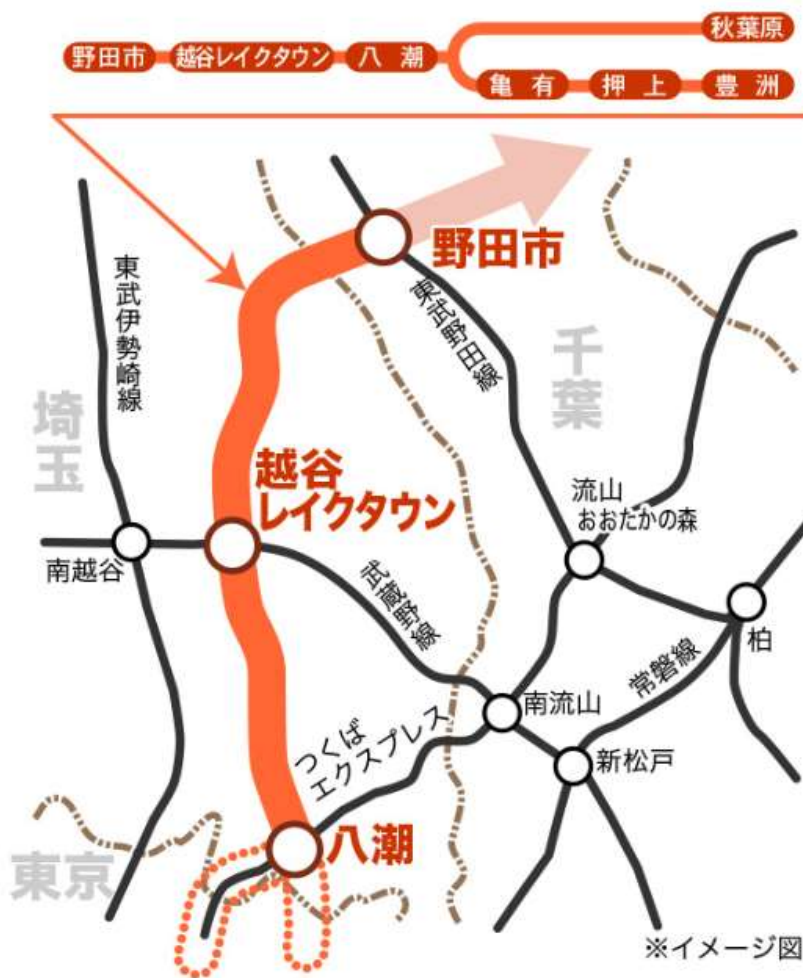 秋葉原
野田市
越谷レイクタウン
八潮
亀有
押上
豊洲
野田市
東武伊勢崎線
東武野田線
千葉
埼玉
越谷
レイクタウン
流山
おおたかの森
南越谷
武蔵野線
柏
常磐線
南流山
つくば
エクスプレス
新松戸
八潮
東京
※イメージ図